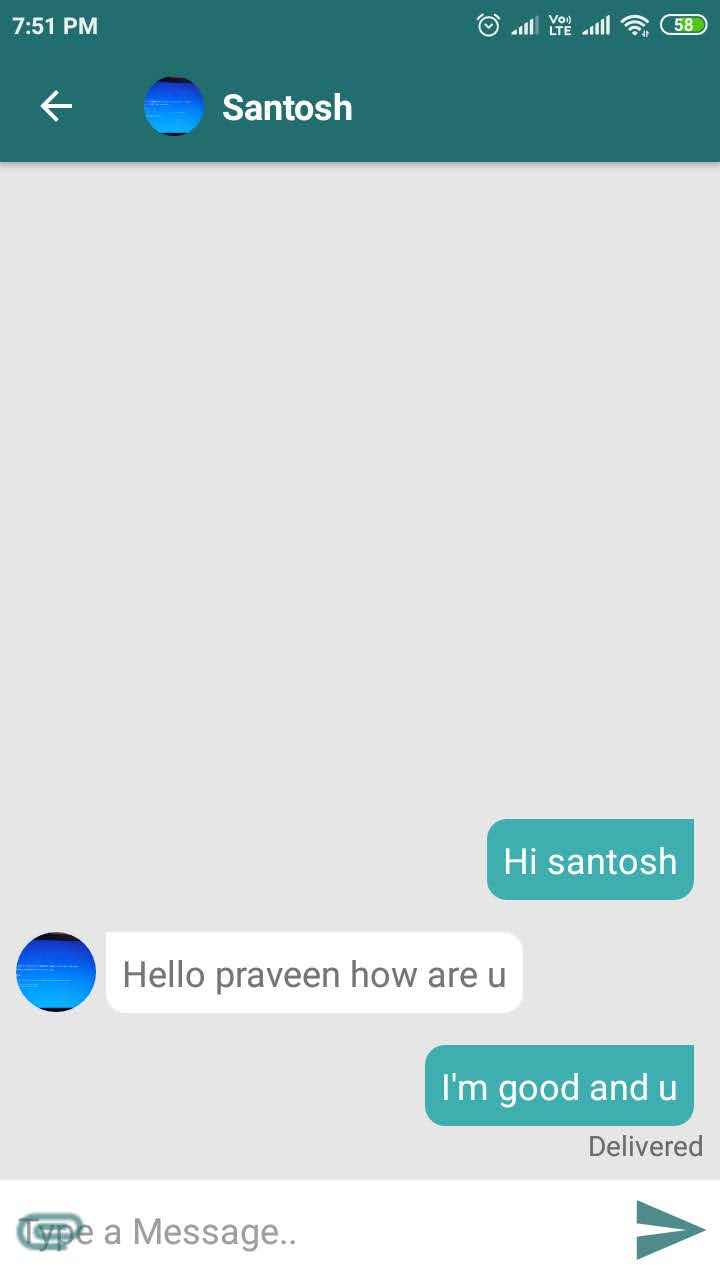 7:51 PM
Vo)) LTE
58
Santosh
Hi santosh
Hello praveen how are u
I'm good and u
Delivered
Type a Message..